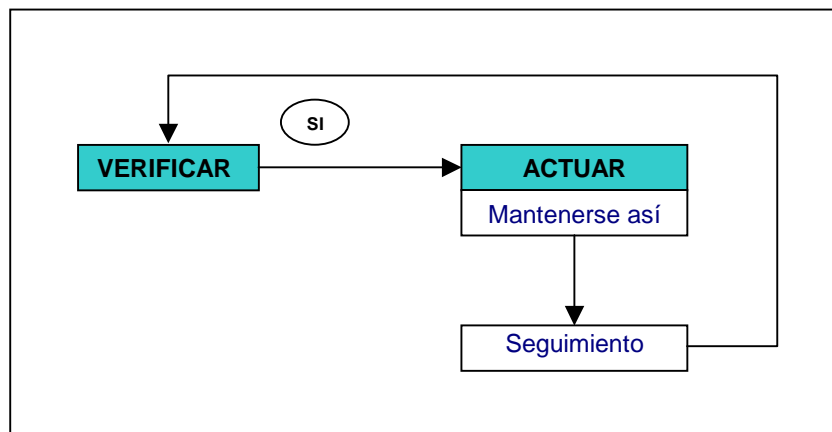 SI
VERIFICAR
ACTUAR
Mantenerse así
Seguimiento